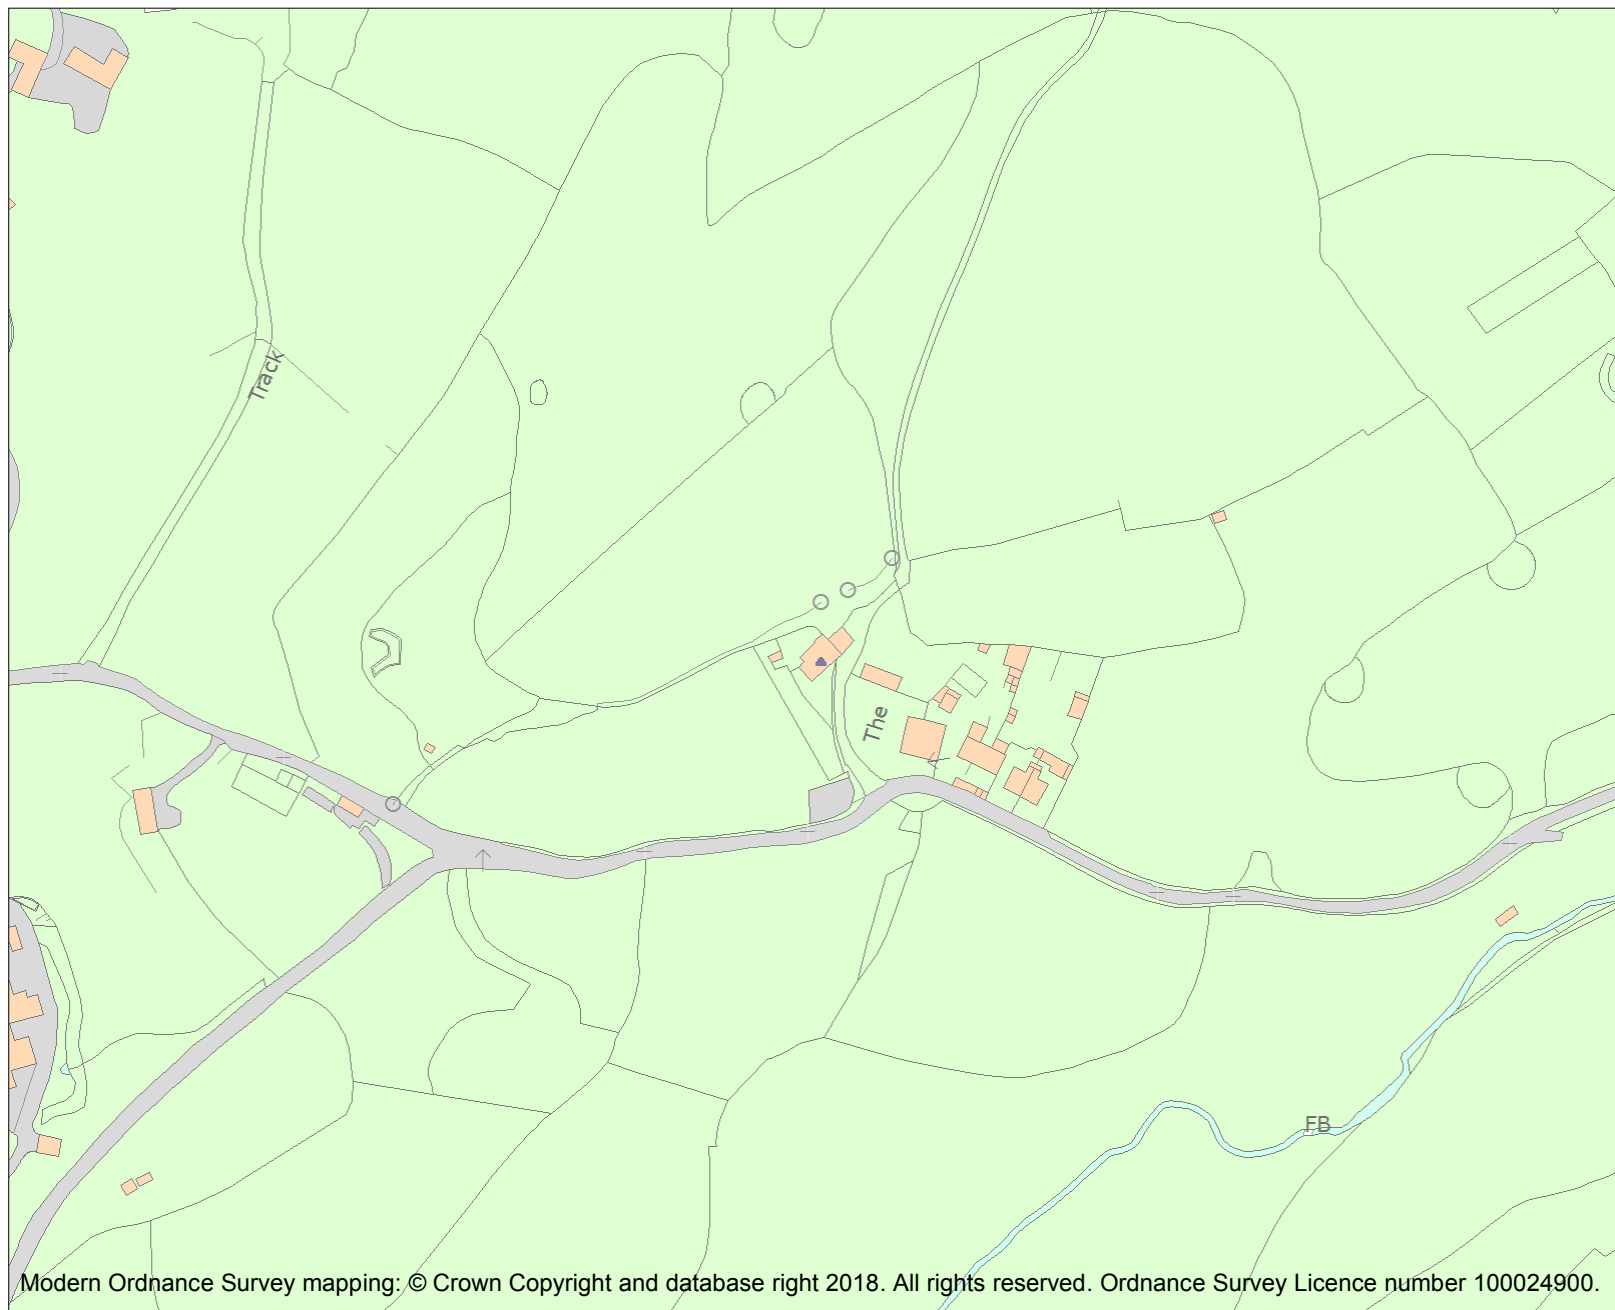 Track
The
FB
Modern Ordnance Survey mapping: © Crown Copyright and database right 2018. All rights reserved. Ordnance Survey Licence number 100024900.